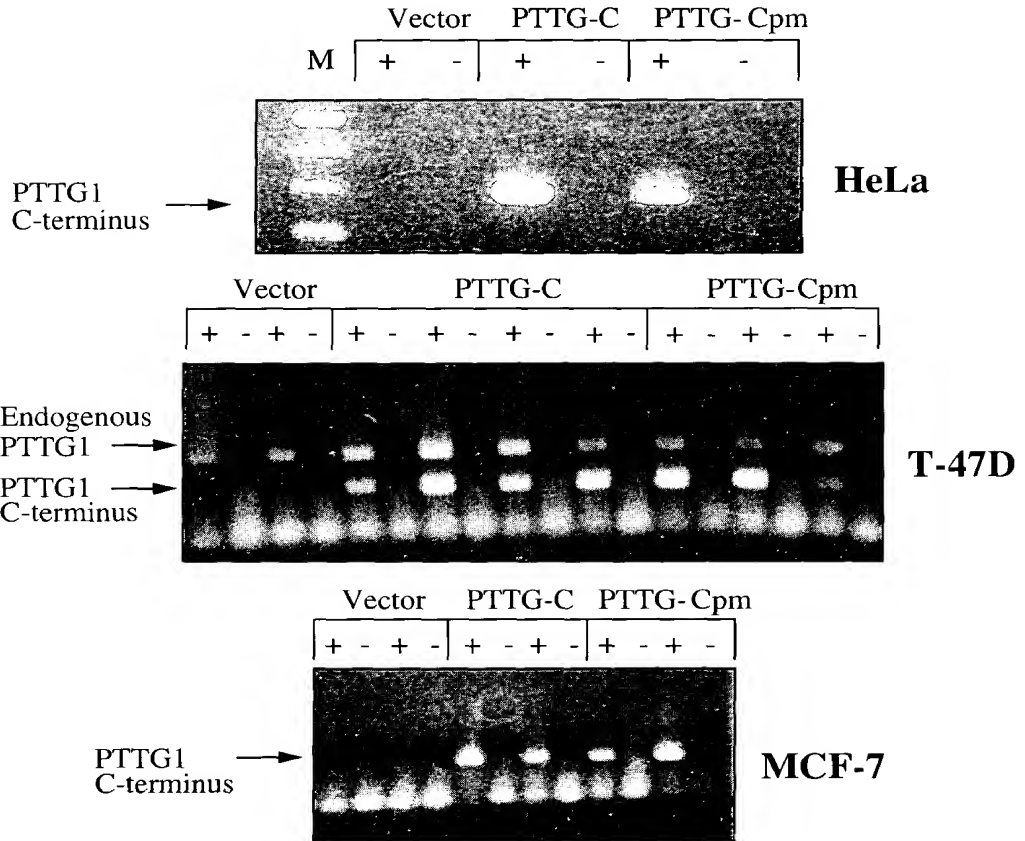 Vector PTTG-C PTTG-Cpm
M + - + - + -
PTTG1
C-terminus
HeLa
Vector PTTG-C PTTG-Cpm
+ - + - + - + - + - + - + - + - + -
Endogenous
PTTG1
PTTG1
C-terminus
T-47D
Vector PTTG-C PTTG-Cpm
+ - + - + - + - + - + -
PTTG1
C-terminus
MCF-7